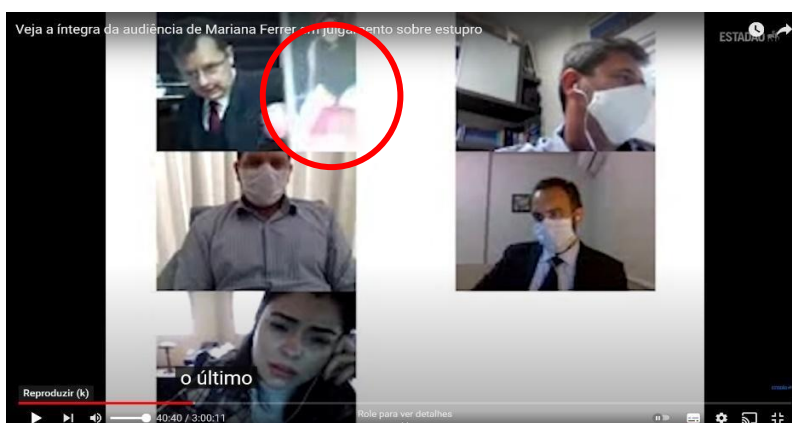 Veja a íntegra da audiência de Mariana Ferrer em julgamento sobre estupro
ESTADÃO
o último
Reproduzir (k)
40:40 / 3:00:11
Role para ver detalhes